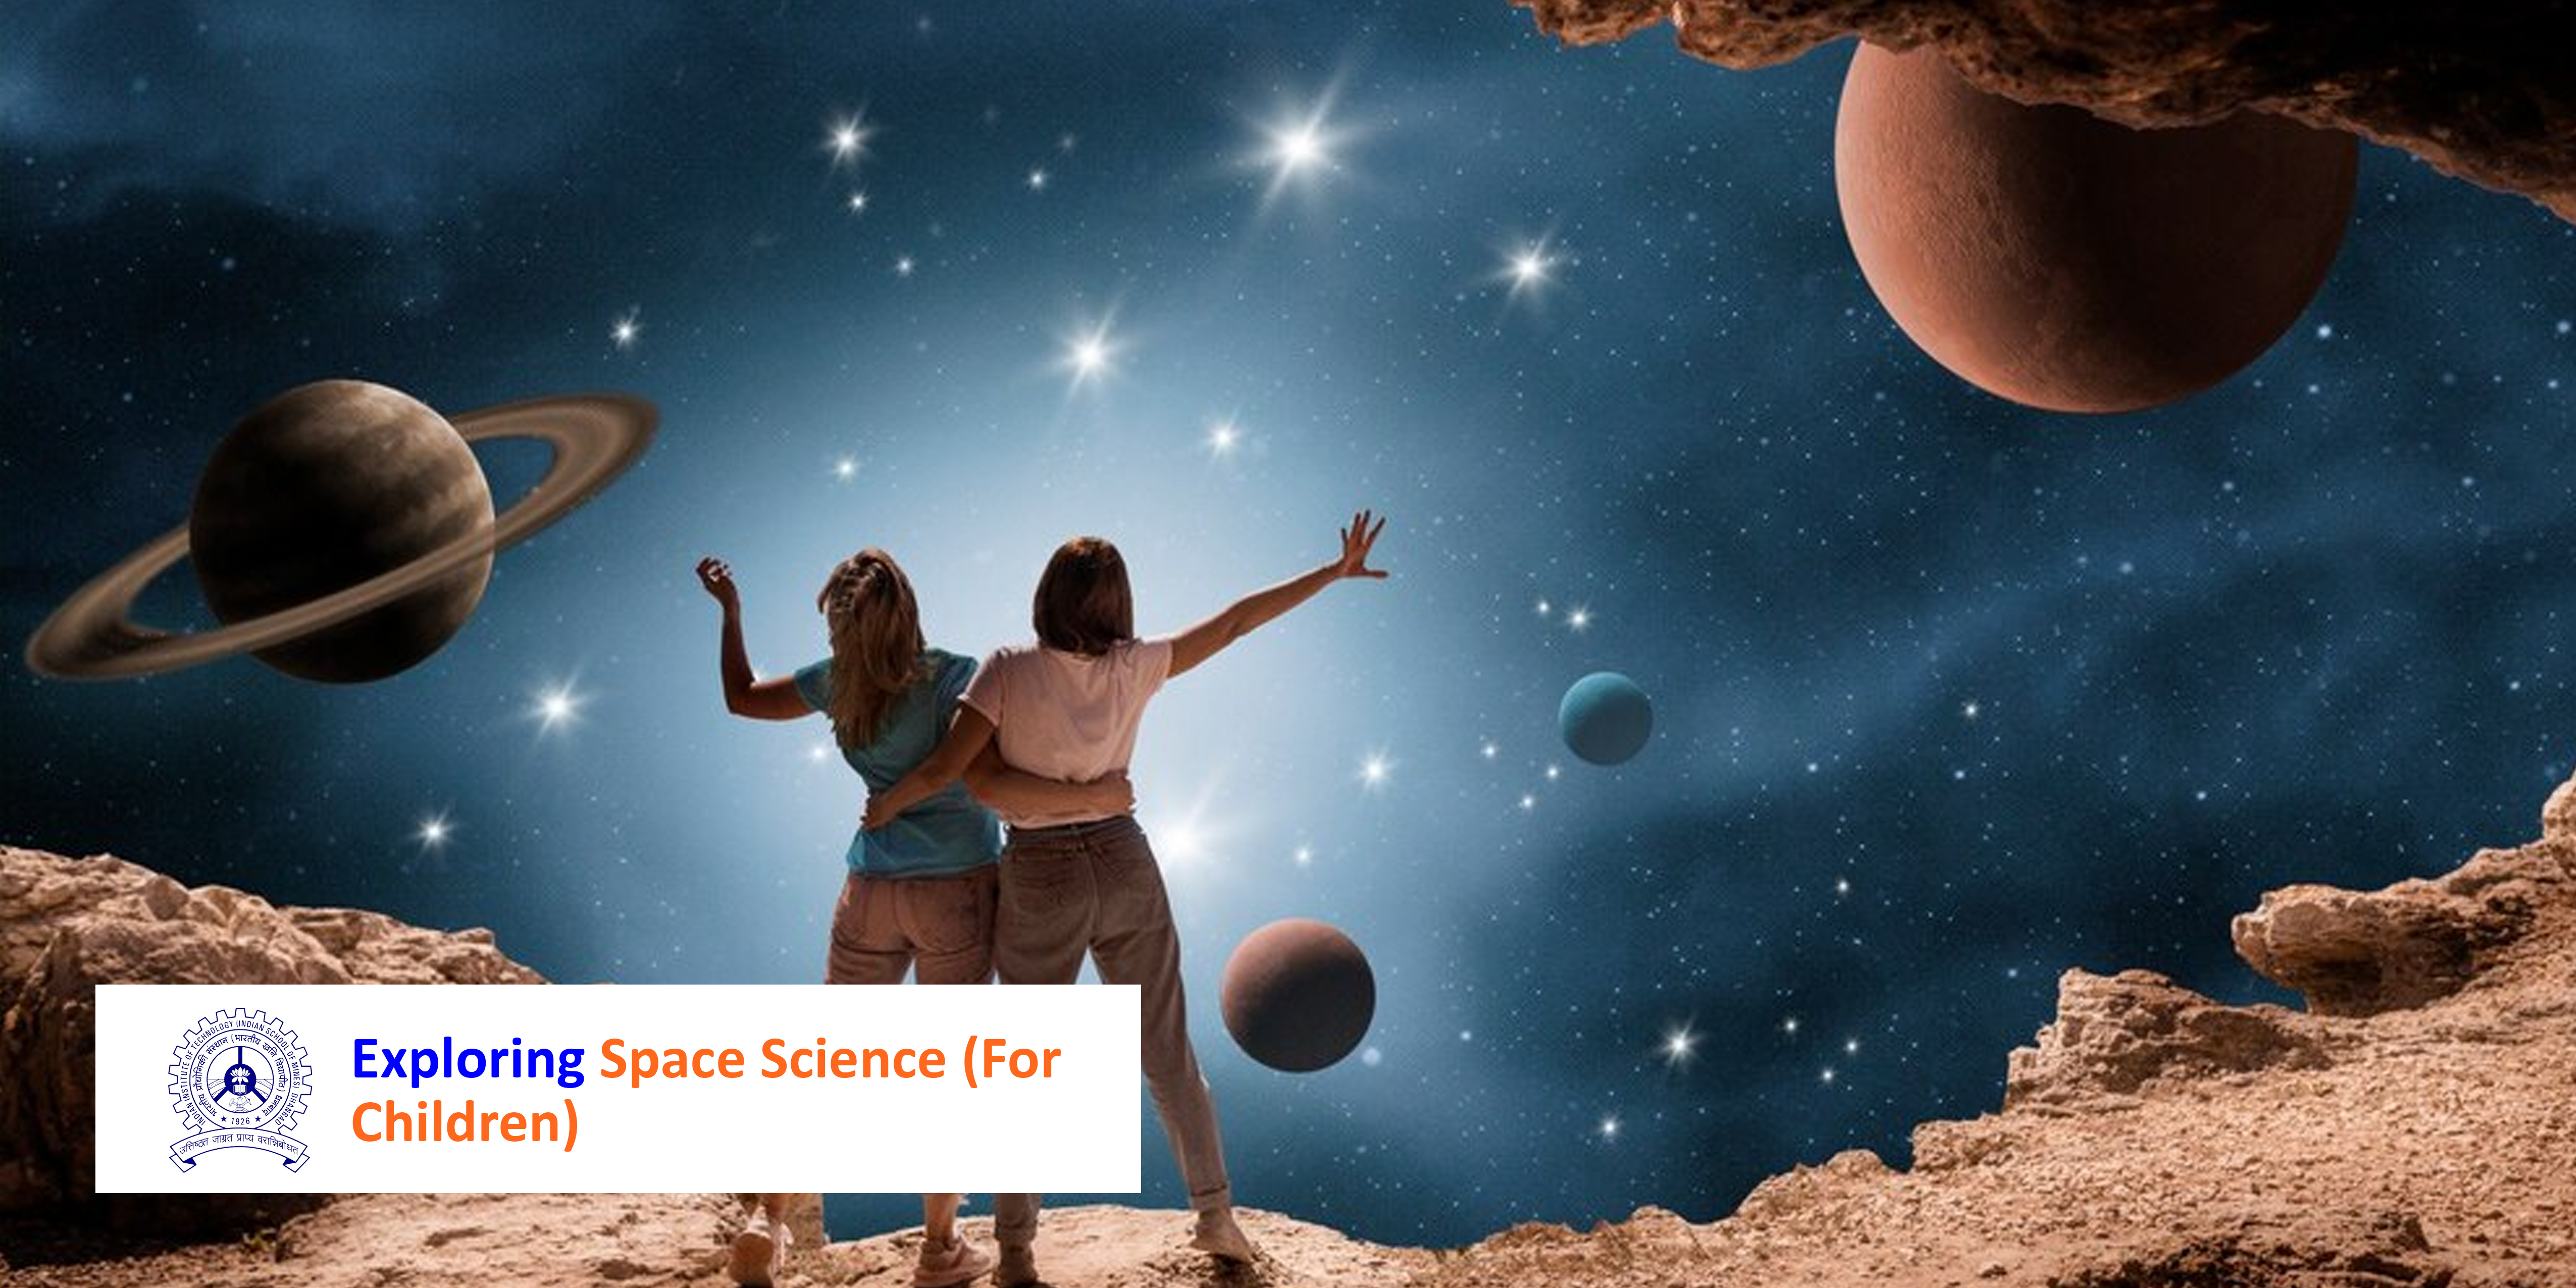 INDIAN INSTITUTE OF TECHNOLOGY (INDIAN SCHOOL OF MINES) DHANBAD
भारतीय प्रौद्योगिकी संस्थान (भारतीय खनि विद्यापीठ) धनबाद
★ 1926 ★
उत्तिष्ठत जाग्रत प्राप्य वरान्निबोधत
Exploring Space Science (For
Children)